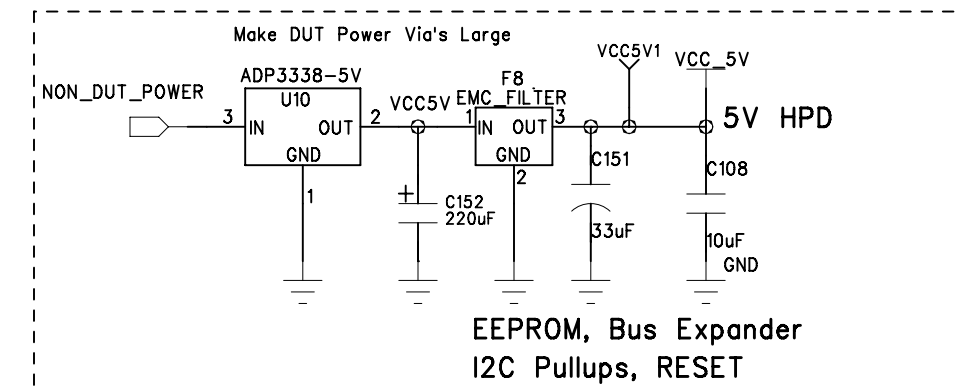 Make DUT Power Via's Large
NON_DUT_POWER
ADP3338-5V
U10
3
IN
OUT
2
GND
1
VCC5V
C152
220uF
F8
EMC_FILTER
1
IN
OUT
3
GND
2
VCC5V1
VCC_5V
5V HPD
C151
33uF
C108
10uF
GND
EEPROM, Bus Expander
I2C Pullups, RESET